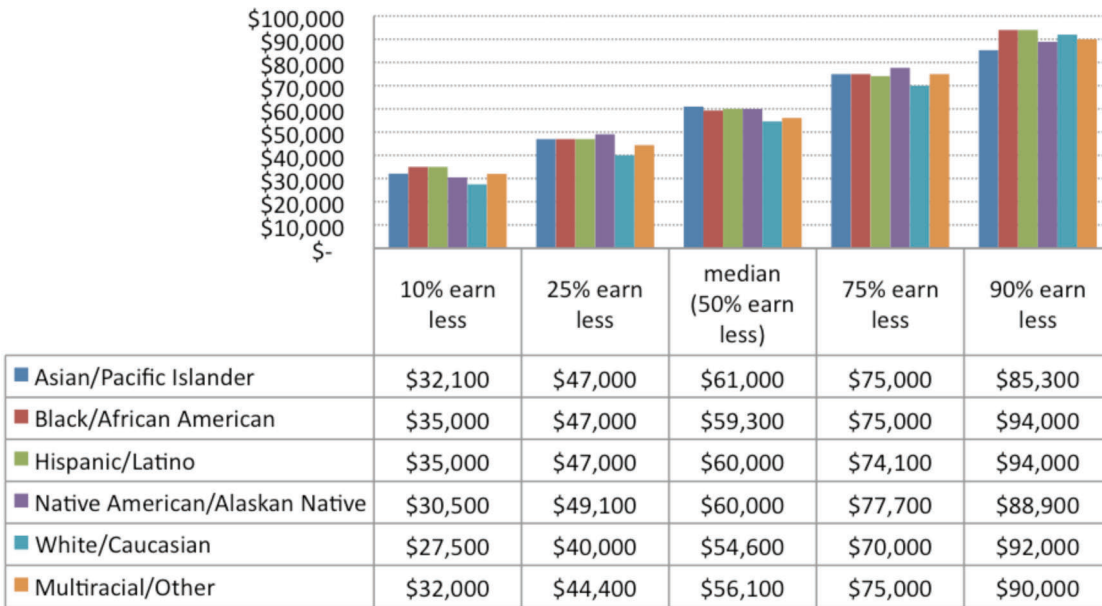 $100,000
$90,000
$80,000
$70,000
$60,000
$50,000
$40,000
$30,000
$20,000
$10,000
$-
10% earn less
25% earn less
median (50% earn less)
75% earn less
90% earn less
Asian/Pacific Islander $32,100 $47,000 $61,000 $75,000 $85,300
Black/African American $35,000 $47,000 $59,300 $75,000 $94,000
Hispanic/Latino $35,000 $47,000 $60,000 $74,100 $94,000
Native American/Alaskan Native $30,500 $49,100 $60,000 $77,700 $88,900
White/Caucasian $27,500 $40,000 $54,600 $70,000 $92,000
Multiracial/Other $32,000 $44,400 $56,100 $75,000 $90,000